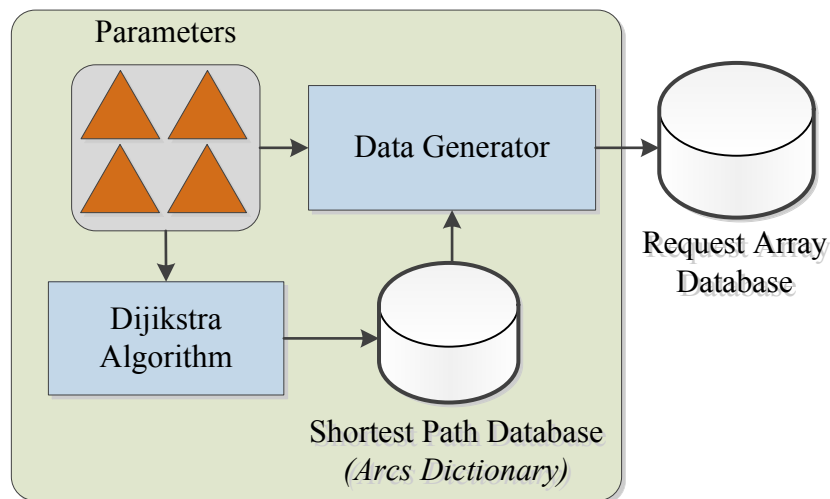 Parameters
Data Generator
Request Array
Database
Dijikstra
Algorithm
Shortest Path Database
(Arcs Dictionary)